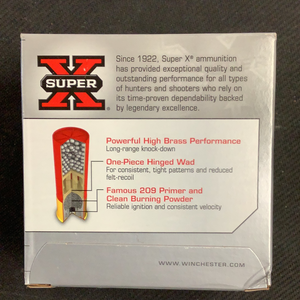 SUPER
X
®
Since 1922, Super X® ammunition
has provided exceptional quality and
outstanding performance for all types
of hunters and shooters who rely on
its time-proven dependability backed
by legendary excellence.
Powerful High Brass Performance
Long-range knock-down
One-Piece Hinged Wad
For consistent, tight patterns and reduced
felt-recoil
Famous 209 Primer and
Clean Burning Powder
Reliable ignition and consistent velocity
WWW.WINCHESTER.COM